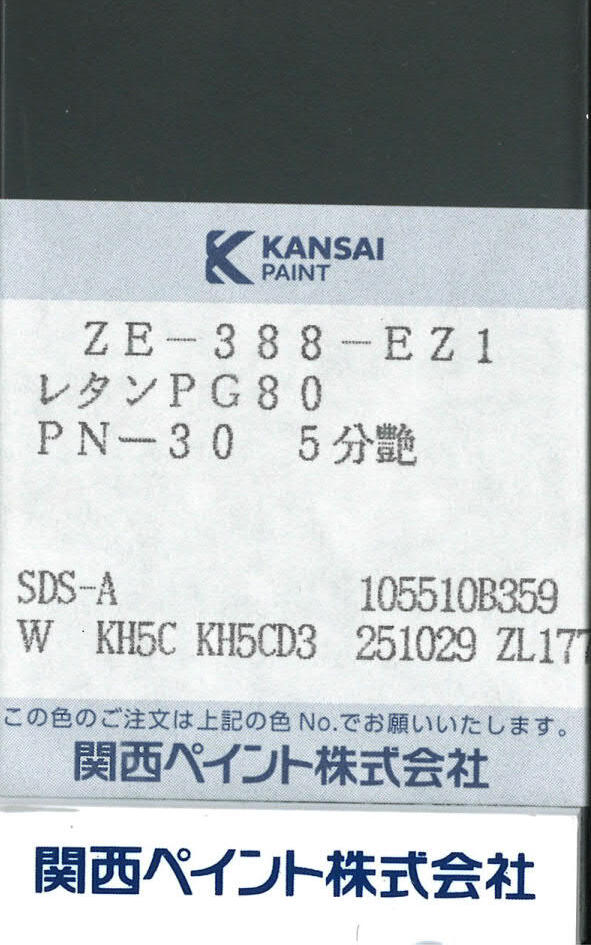 KANSAI
PAINT
ZE-388-EZ1
レタンPG80
PN-30 5分艶
SDS-A 105510B359
W KH5C KH5CD3 251029 ZL177
この色のご注文は上記の色No.でお願いいたします。
関西ペイント株式会社
関西ペイント株式会社